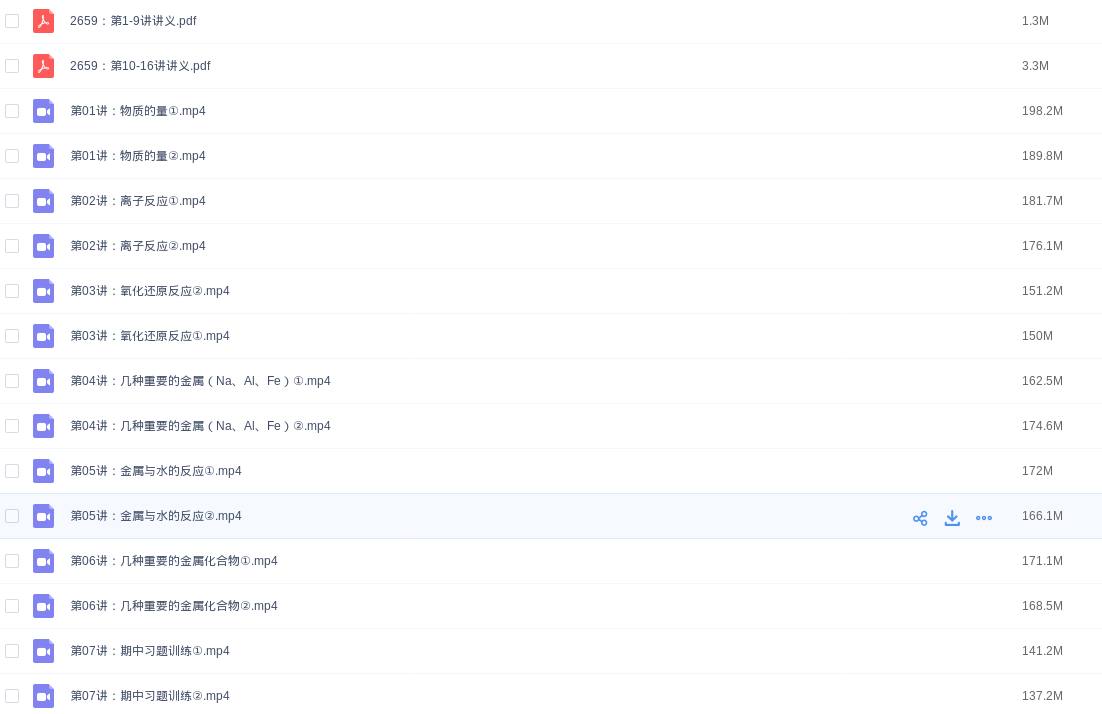 2659：第1-9讲讲义.pdf 1.3M
2659：第10-16讲讲义.pdf 3.3M
第01讲：物质的量①.mp4 198.2M
第01讲：物质的量②.mp4 189.8M
第02讲：离子反应①.mp4 181.7M
第02讲：离子反应②.mp4 176.1M
第03讲：氧化还原反应②.mp4 151.2M
第03讲：氧化还原反应①.mp4 150M
第04讲：几种重要的金属（Na、Al、Fe）①.mp4 162.5M
第04讲：几种重要的金属（Na、Al、Fe）②.mp4 174.6M
第05讲：金属与水的反应①.mp4 172M
第05讲：金属与水的反应②.mp4 166.1M
第06讲：几种重要的金属化合物①.mp4 171.1M
第06讲：几种重要的金属化合物②.mp4 168.5M
第07讲：期中习题训练①.mp4 141.2M
第07讲：期中习题训练②.mp4 137.2M